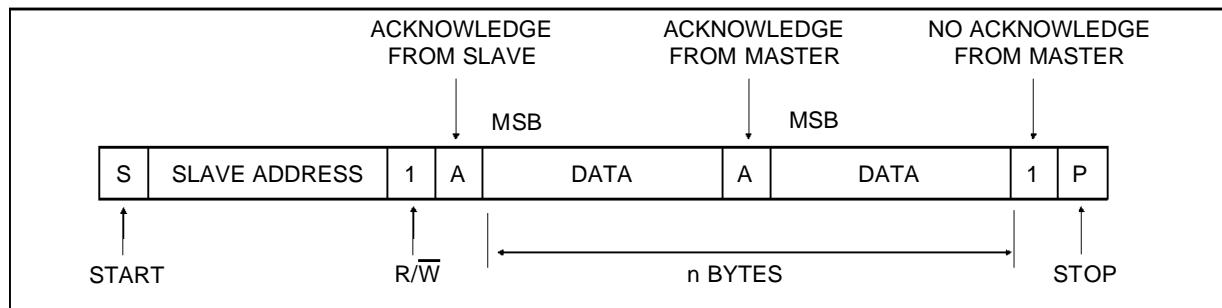 ACKNOWLEDGE
FROM SLAVE
ACKNOWLEDGE
FROM MASTER
NO ACKNOWLEDGE
FROM MASTER
MSB
MSB
S
SLAVE ADDRESS
1
A
DATA
A
DATA
1
P
START
R/W̅
n BYTES
STOP